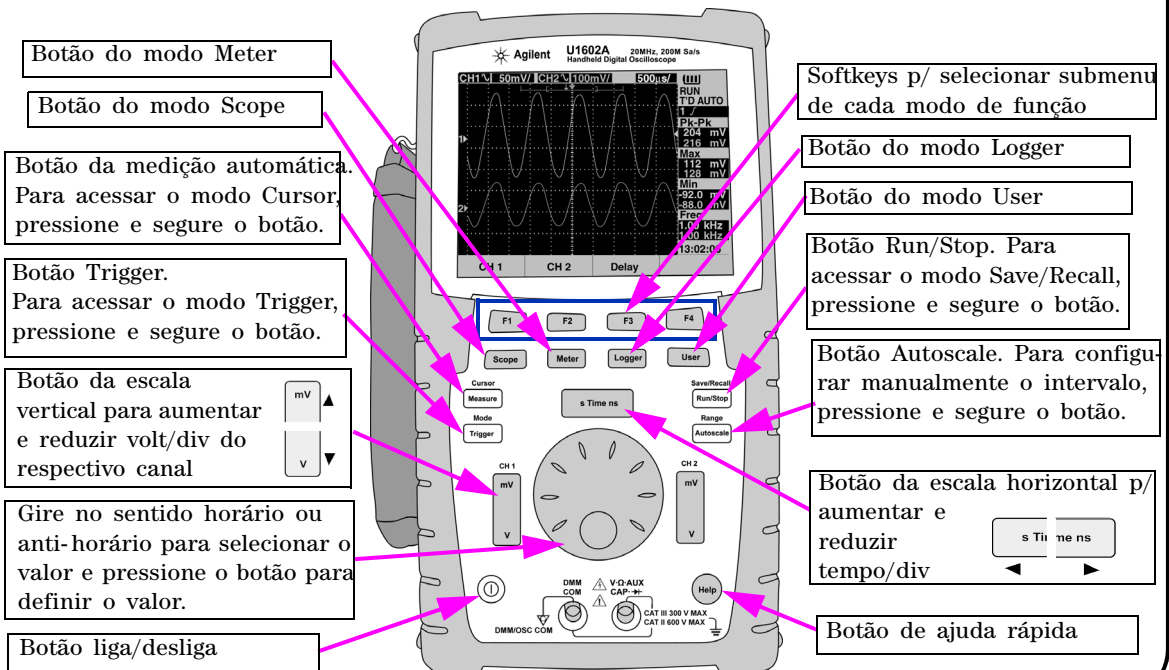 Botão do modo Meter
Botão do modo Scope
Botão da medição automática.
Para acessar o modo Cursor,
pressione e segure o botão.
Botão Trigger.
Para acessar o modo Trigger,
pressione e segure o botão.
Botão da escala
vertical para aumentar
e reduzir volt/div do
respectivo canal
mV
V
Gire no sentido horário ou
anti-horário para selecionar o
valor e pressione o botão para
definir o valor.
Botão liga/desliga
Agilent
U1602A
20MHz, 200M Sa/s
Handheld Digital Oscilloscope
CH1 50mV/ CH2 100mV/ 500µs/
RUN
T'D AUTO
1
Pk-Pk
204 mV
216 mV
Max
112 mV
128 mV
Min
-92.0 mV
-88.0 mV
Freq
1.00 kHz
1.00 kHz
13:02:06
1
2
CH 1 CH 2 Delay
F1 F2 F3 F4
Scope Meter Logger User
Cursor
Measure
Mode
Trigger
s Time ns
Save/Recall
Run/Stop
Range
Autoscale
CH 1
mV
V
CH 2
mV
V
DMM
COM
V·Ω·AUX
CAP·
Help
DMM/OSC COM
CAT III 300 V MAX
CAT II 600 V MAX
Softkeys p/ selecionar submenu
de cada modo de função
Botão do modo Logger
Botão do modo User
Botão Run/Stop. Para
acessar o modo Save/Recall,
pressione e segure o botão.
Botão Autoscale. Para configu-
rar manualmente o intervalo,
pressione e segure o botão.
Botão da escala horizontal p/
aumentar e
reduzir
tempo/div
s Time ns
Botão de ajuda rápida